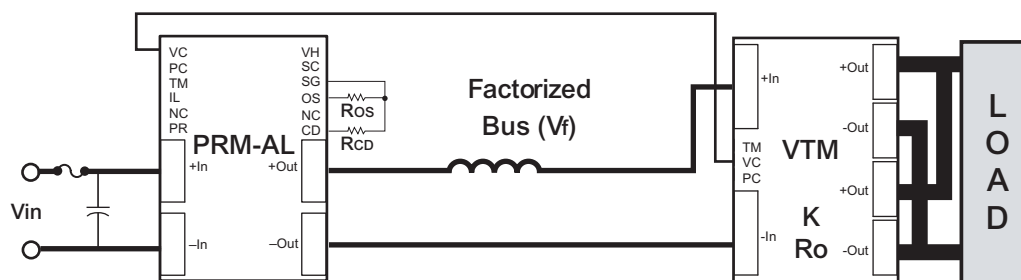 VC
PC
TM
IL
NC
PR
VH
SC
SG
OS
NC
CD
ROS
RCD
PRM-AL
+In
–In
+Out
–Out
Vin
Factorized
Bus (Vf)
+In
-In
TM
VC
PC
VTM
K
Ro
+Out
-Out
+Out
-Out
LOAD